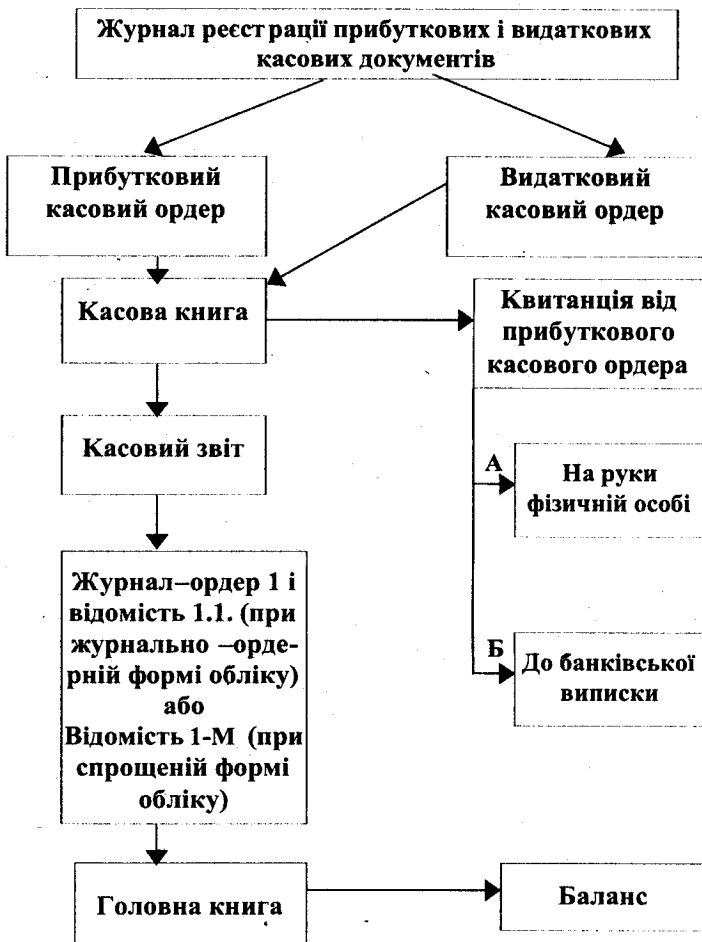 Журнал реєстрації прибуткових і видаткових
касових документів
Прибутковий
касовий ордер
Видатковий
касовий ордер
Касова книга
Квитанція від
прибуткового
касового ордера
Касовий звіт
А
На руки
фізичній особі
Журнал–ордер 1 і
відомість 1.1. (при
журнально –орде-
рній формі обліку)
або
Відомість 1-М (при
спрощеній формі
обліку)
Б
До банківської
виписки
Головна книга
Баланс